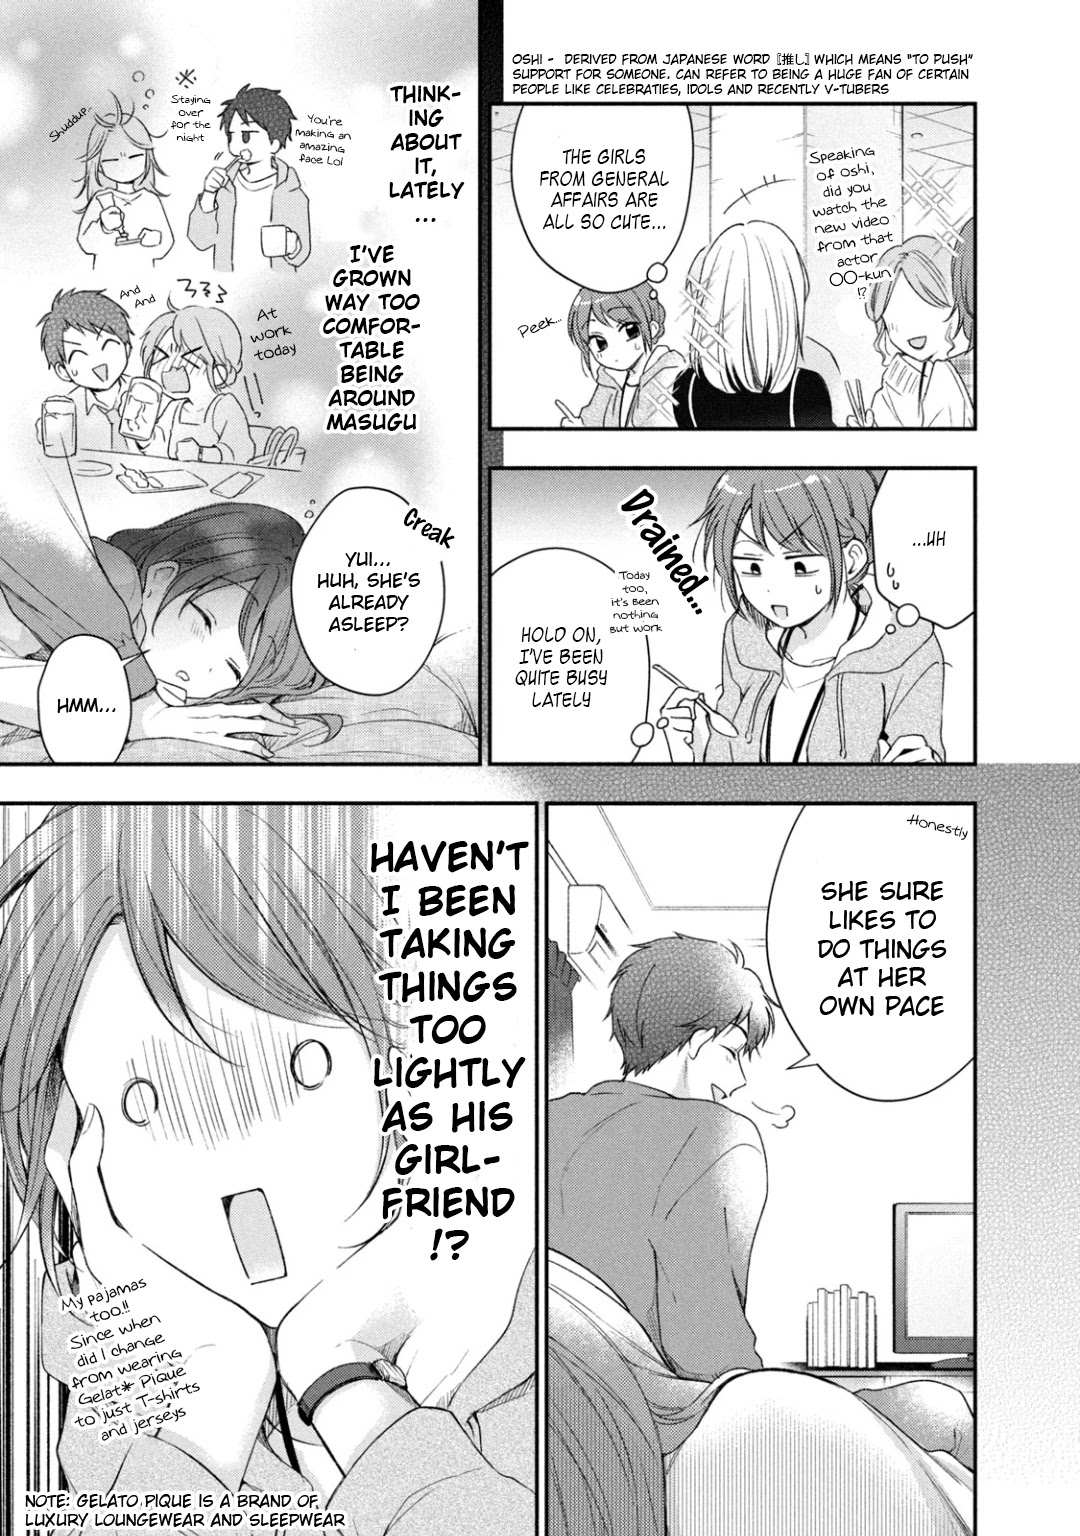 OSHI - DERIVED FROM JAPANESE WORD 『推し』 WHICH MEANS "TO PUSH"
SUPPORT FOR SOMEONE. CAN REFER TO BEING A HUGE FAN OF CERTAIN
PEOPLE LIKE CELEBRATIES, IDOLS AND RECENTLY V-TUBERS
Speaking
of oshi,
did you
watch the
new video
from that
actor
OO-kun
!?
THE GIRLS
FROM GENERAL
AFFAIRS ARE
ALL SO CUTE...
Peek...
...UH
Drained...
Today
too,
it's been
nothing
but work
HOLD ON,
I'VE BEEN
QUITE BUSY
LATELY
THINK-
ING
ABOUT
IT,
LATELY
...
You're
making an
amazing
face Lol
Staying
over
for the
night
Shuddup...
I'VE
GROWN
WAY TOO
COMFOR-
TABLE
BEING
AROUND
MASUGU
At
work
today
And
And
Creak
YUI...
HUH, SHE'S
ALREADY
ASLEEP?
HMM...
Honestly
SHE SURE
LIKES TO
DO THINGS
AT HER
OWN PACE
HAVEN'T
I BEEN
TAKING
THINGS
TOO
LIGHTLY
AS HIS
GIRL-
FRIEND
!?
My pajamas
too!!
Since when
did I change
from wearing
Gelat* Pique
to just T-shirts
and jerseys
NOTE: GELATO PIQUE IS A BRAND OF
LUXURY LOUNGEWEAR AND SLEEPWEAR